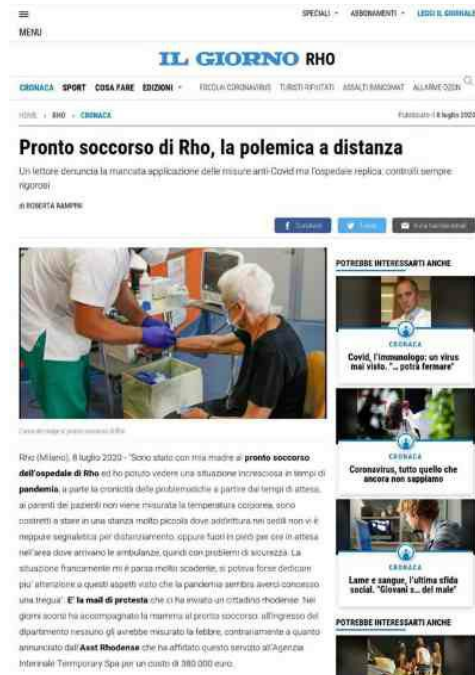 SPECIALI
ABBONAMENTI
LEGGI IL GIORNALE
MENU
IL GIORNO RHO
CRONACA SPORT COSA FARE EDIZIONI
FOCOLAI CORONAVIRUS TURISTI RIFIUTATI ASSALTI BANCOMAT ALLARME OZON
HOME › RHO › CRONACA
8 luglio 2020
Pronto soccorso di Rho, la polemica a distanza
Un lettore denuncia la mancata applicazione delle misure anti-Covid ma l'ospedale replica: controlli sempre
rigorosi
di ROBERTA RAMPINI
POTREBBE INTERESSARTI ANCHE
CRONACA
Covid, l'immunologo: un virus
mai visto. "... potrà fermare"
CRONACA
Coronavirus, tutto quello che
ancora non sappiamo
CRONACA
Lame e sangue, l'ultima sfida
social. "Giovani s... del male"
POTREBBE INTERESSARTI ANCHE
Rho (Milano), 8 luglio 2020 - "Sono stato con mia madre al pronto soccorso
dell'ospedale di Rho ed ho potuto vedere una situazione incresciosa in tempi di
pandemia, a parte la cronicità delle problematiche a partire dai tempi di attesa,
ai parenti dei pazienti non viene misurata la temperatura corporea, sono
costretti a stare in una stanza molto piccola dove addirittura nei sedili non vi è
neppure segnaletica per distanziamento, oppure fuori in piedi per ore in attesa
nell'area dove arrivano le ambulanze, quindi con problemi di sicurezza. La
situazione francamente mi è parsa molto scadente, si poteva forse dedicare
piu' attenzione a questi aspetti visto che la pandemia sembra averci concesso
una tregua". E' la mail di protesta che ci ha inviato un cittadino rhodense. Nei
giorni scorsi ha accompagnato la mamma al pronto soccorso, all'ingresso del
dipartimento nessuno gli avrebbe misurato la febbre, contrariamente a quanto
annunciato dall'Asst Rhodense che ha affidato questo servizio all'Agenzia
Interinale Temporary Spa per un costo di 380.000 euro.